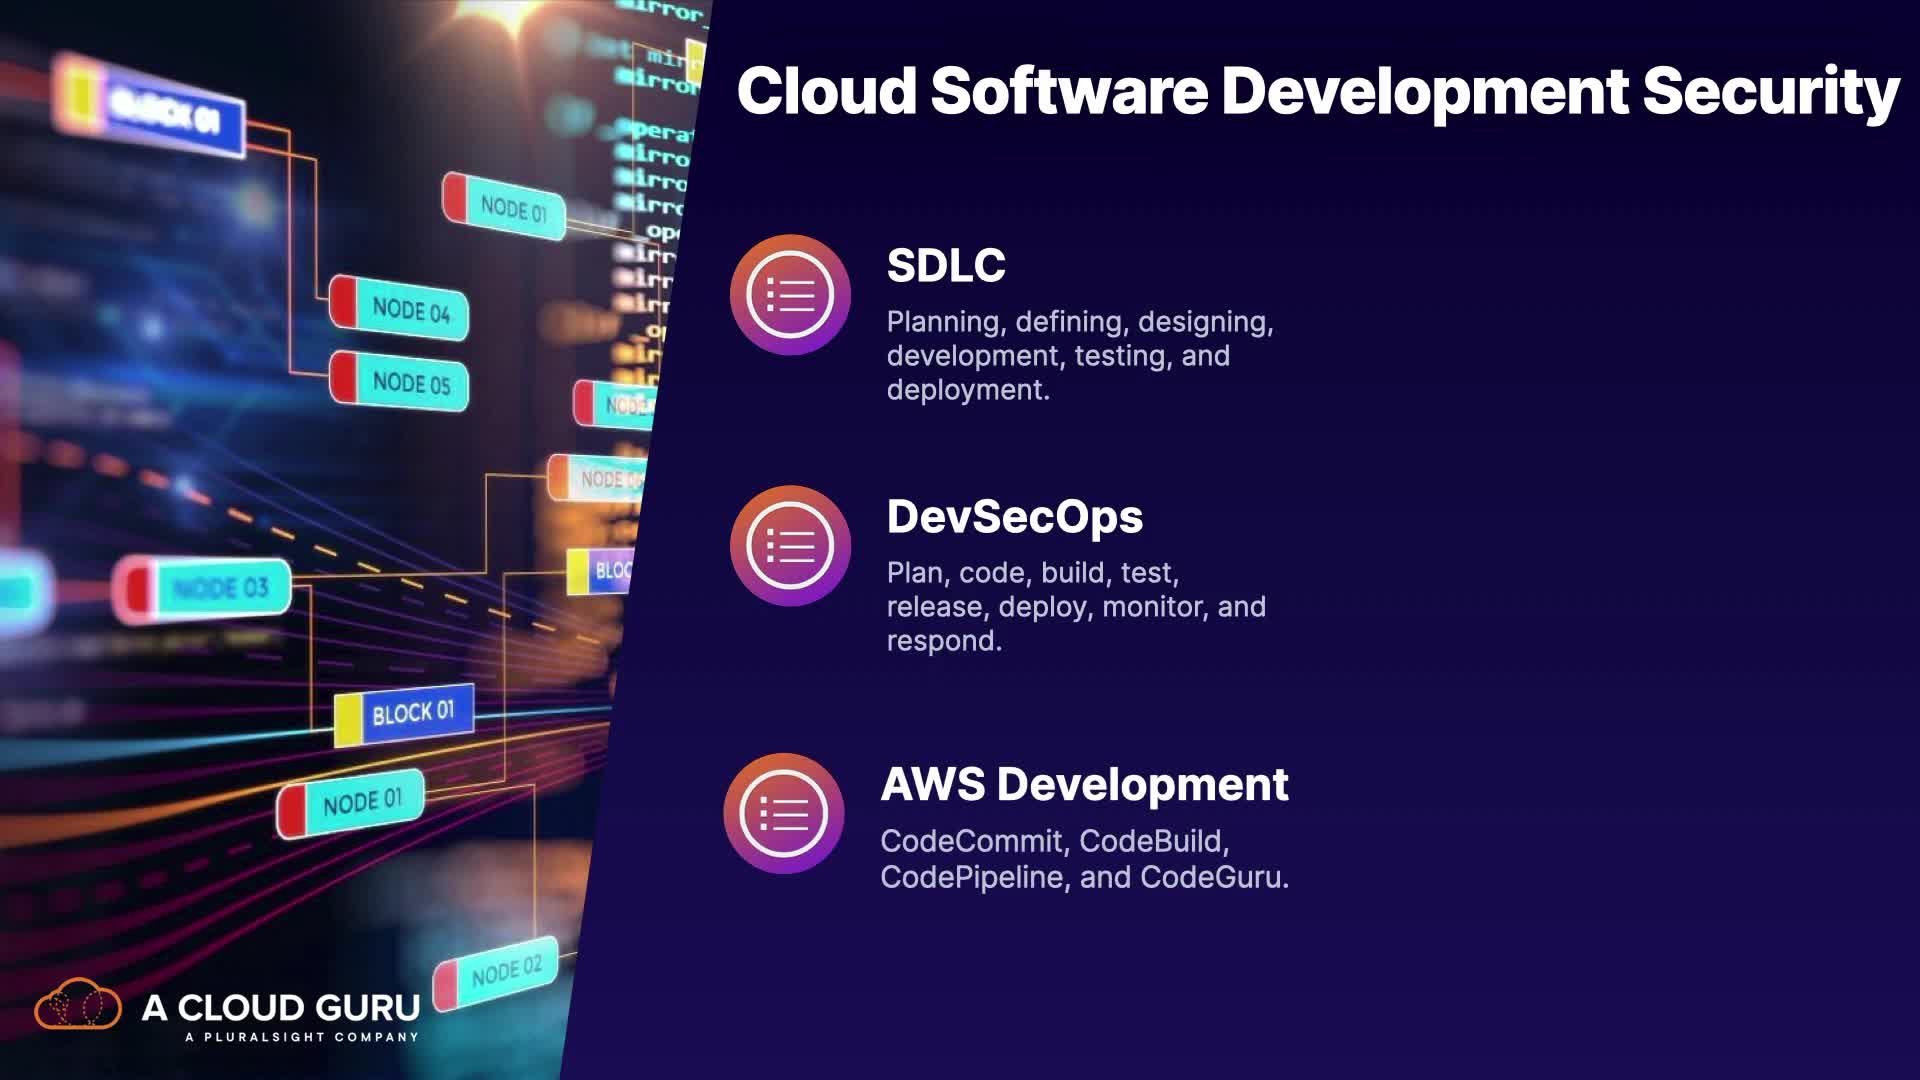 Cloud Software Development Security
SDLC
Planning, defining, designing,
development, testing, and
deployment.
DevSecOps
Plan, code, build, test,
release, deploy, monitor, and
respond.
AWS Development
CodeCommit, CodeBuild,
CodePipeline, and CodeGuru.
BLOCK 01
NODE 01
NODE 04
NODE 05
NODE
NODE
NODE 03
BLOCK 01
NODE 01
NODE 02
A CLOUD GURU
A PLURALSIGHT COMPANY